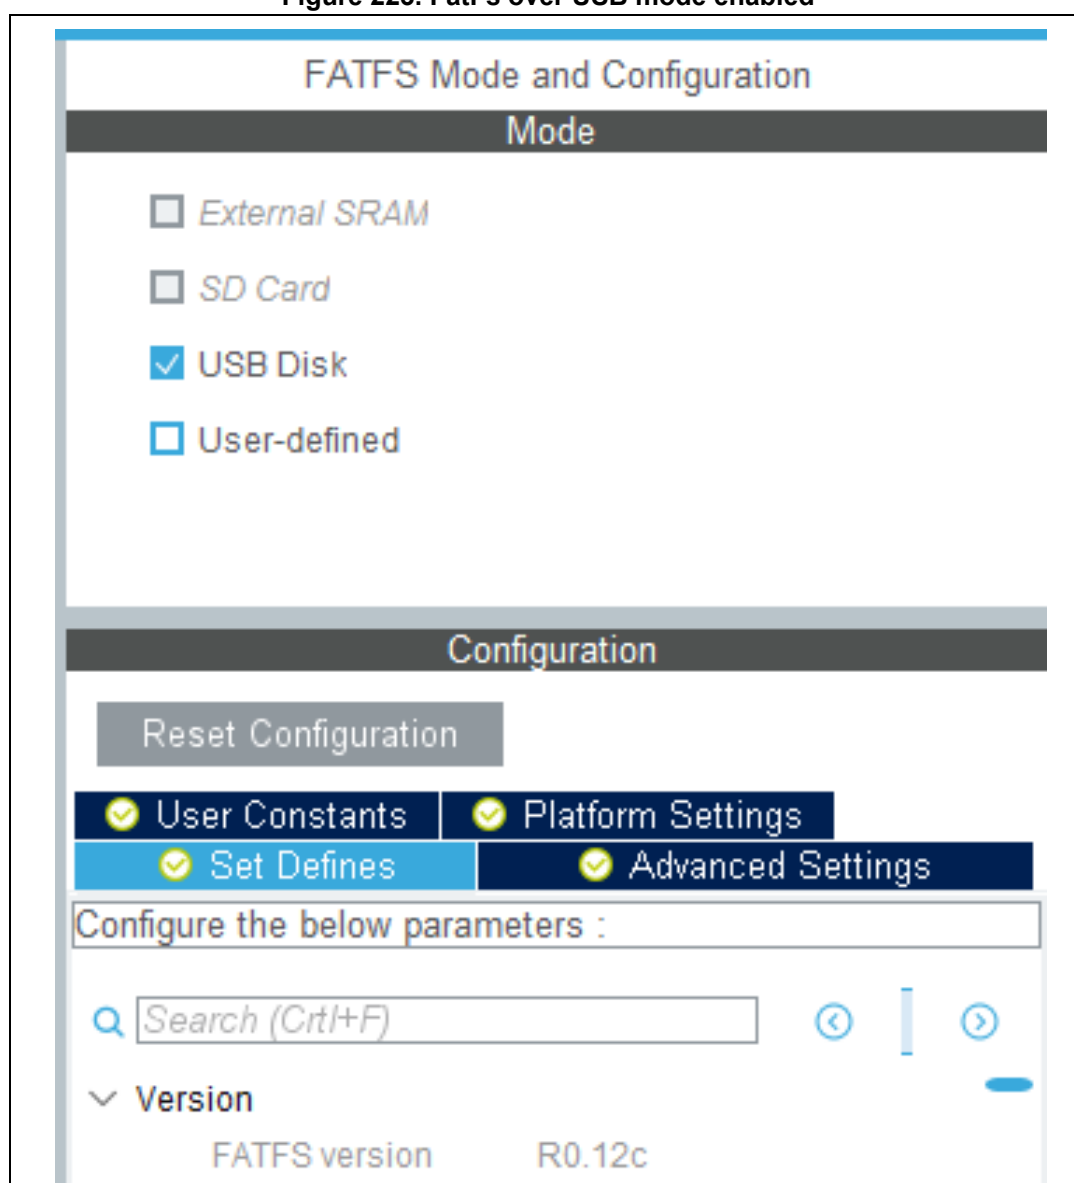 FATFS Mode and Configuration
Mode
External SRAM
SD Card
USB Disk
User-defined
Configuration
Reset Configuration
User Constants
Platform Settings
Set Defines
Advanced Settings
Configure the below parameters :
Search (Crtl+F)
Version
FATFS version R0.12c